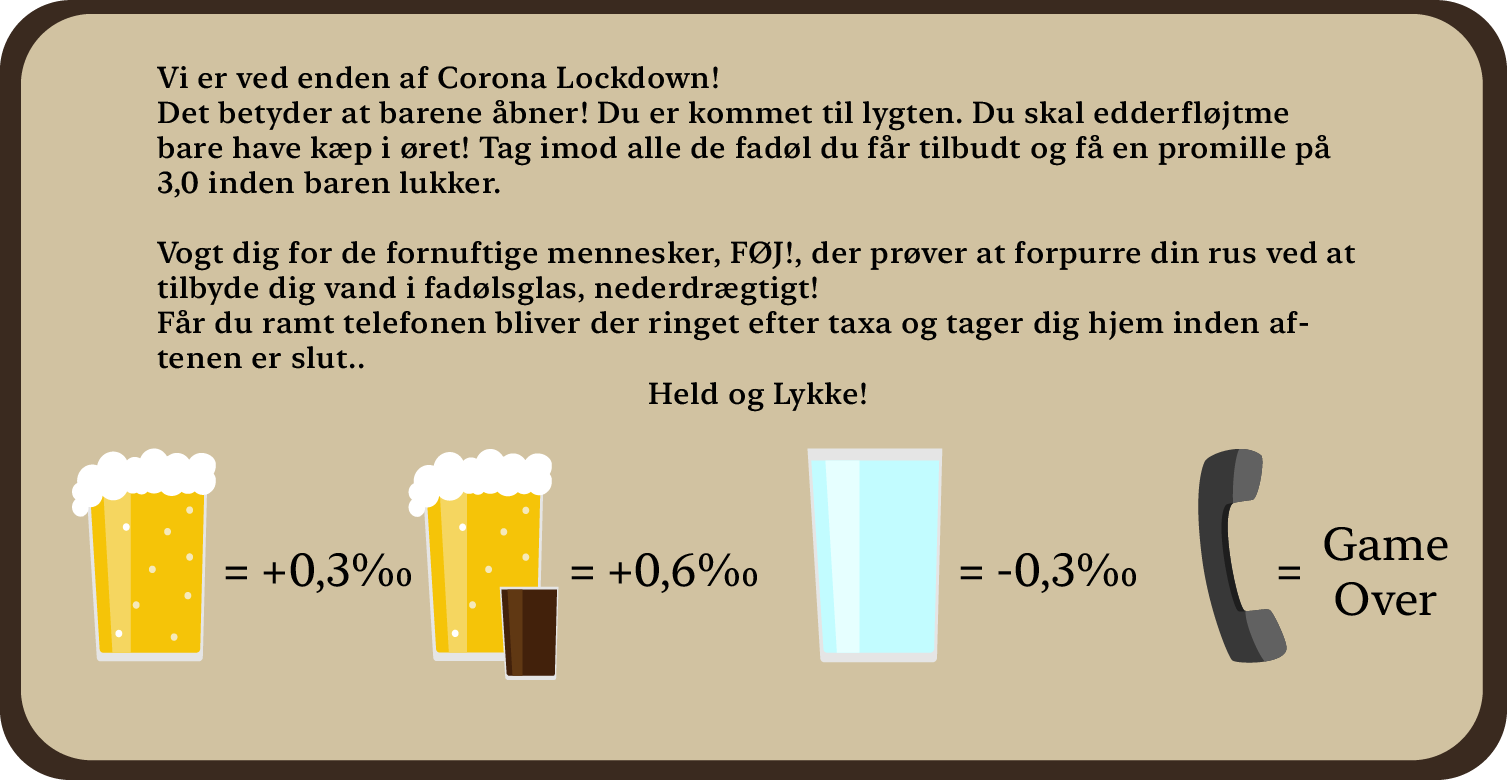 Vi er ved enden af Corona Lockdown!
Det betyder at barene åbner! Du er kommet til lygten. Du skal edderfløjtme
bare have kæp i øret! Tag imod alle de fadøl du får tilbudt og få en promille på
3,0 inden baren lukker.
Vogt dig for de fornuftige mennesker, FØJ!, der prøver at forpurre din rus ved at
tilbyde dig vand i fadølsglas, nederdrægtigt!
Får du ramt telefonen bliver der ringet efter taxa og tager dig hjem inden af-
tenen er slut..
Held og Lykke!
= +0,3‰
= +0,6‰
= -0,3‰
= Game
Over